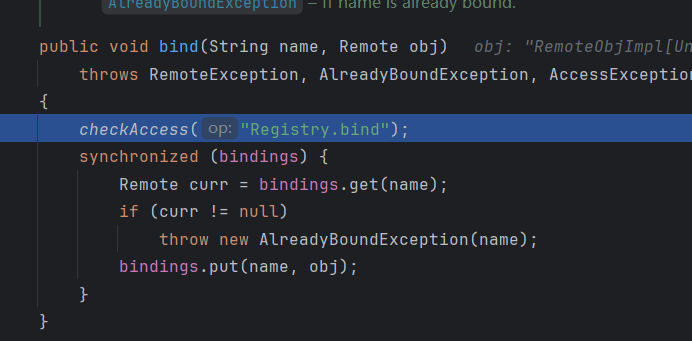 AlreadyBoundException – If name is already bound.
public void bind(String name, Remote obj) obj: "RemoteObjImpl[Un
throws RemoteException, AlreadyBoundException, AccessException
{
checkAccess( op: "Registry.bind");
synchronized (bindings) {
Remote curr = bindings.get(name);
if (curr != null)
throw new AlreadyBoundException(name);
bindings.put(name, obj);
}
}